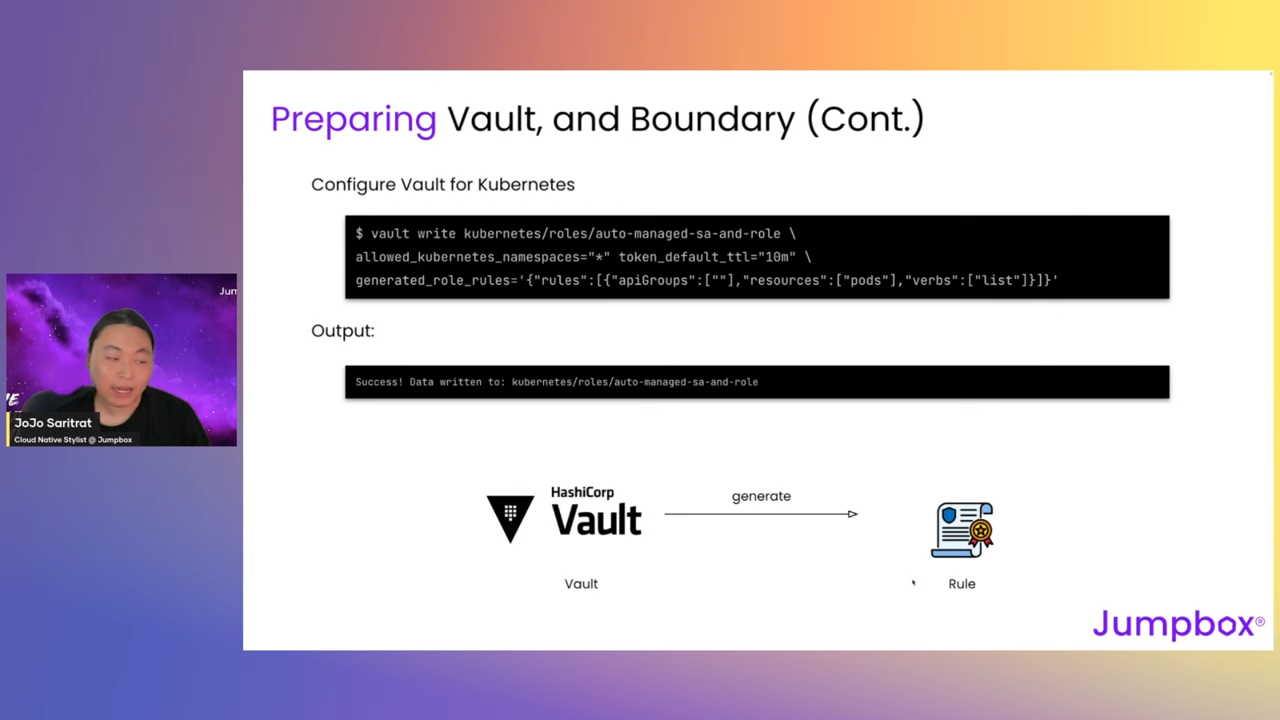 Preparing Vault, and Boundary (Cont.)
Configure Vault for Kubernetes
$ vault write kubernetes/roles/auto-managed-sa-and-role \
allowed_kubernetes_namespaces="*" token_default_ttl="10m" \
generated_role_rules='{"rules":[{"apiGroups":[""],"resources":["pods"],"verbs":["list"]}]}'
Output:
Success! Data written to: kubernetes/roles/auto-managed-sa-and-role
HashiCorp
Vault
generate
Vault
Rule
Jumpbox®
Jum
JoJo Saritrat
Cloud Native Stylist @ Jumpbox